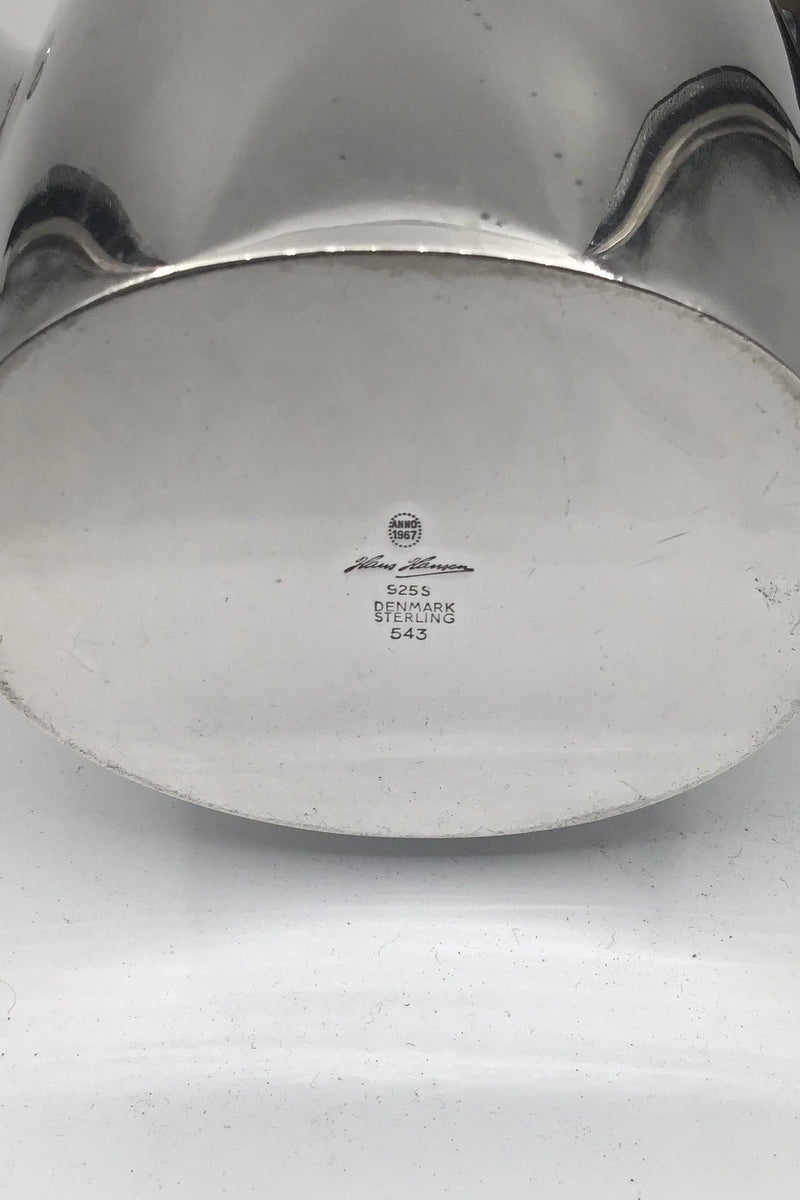 ANNO
1967
Hans Hansen
925S
DENMARK
STERLING
543